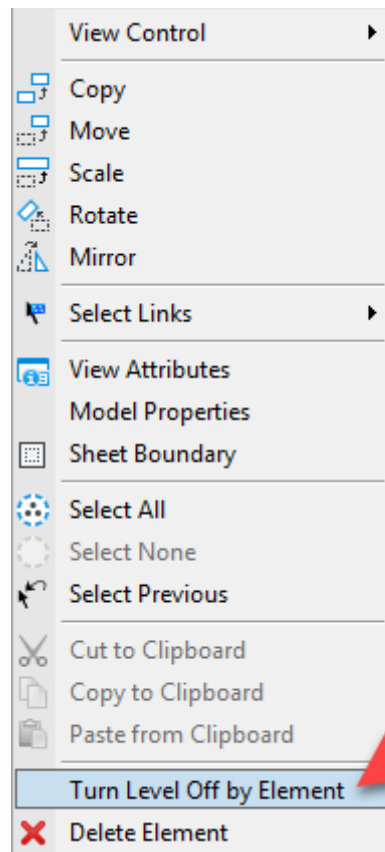 View Control
Copy
Move
Scale
Rotate
Mirror
Select Links
View Attributes
Model Properties
Sheet Boundary
Select All
Select None
Select Previous
Cut to Clipboard
Copy to Clipboard
Paste from Clipboard
Turn Level Off by Element
Delete Element